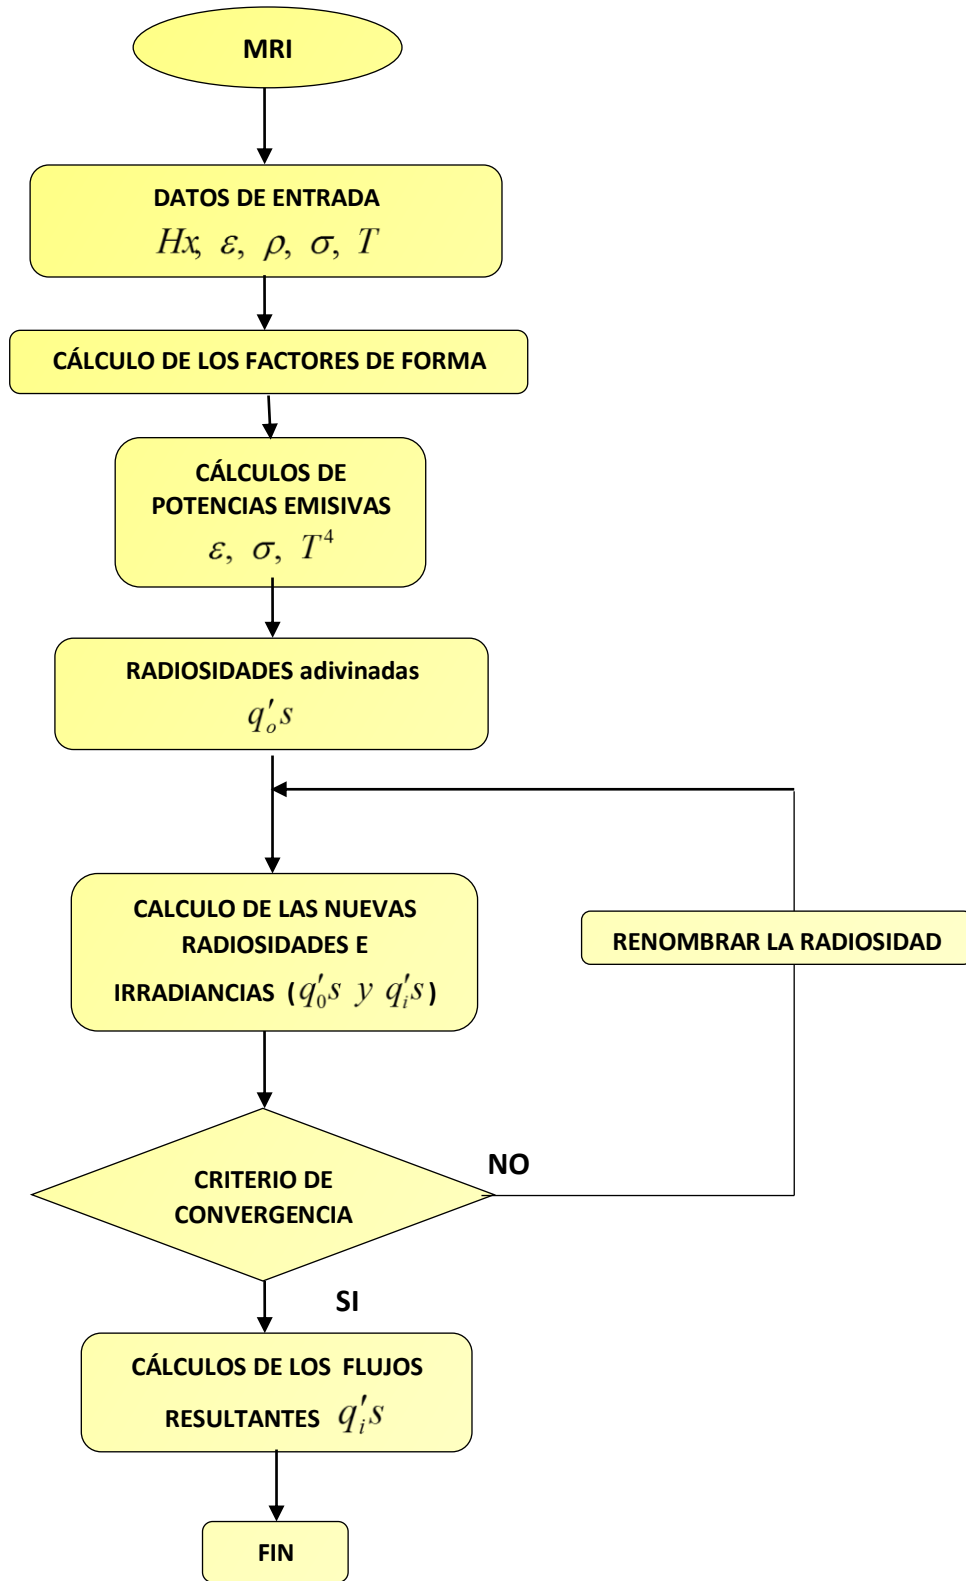 MRI
DATOS DE ENTRADA
Hx, ε, ρ, σ, T
CÁLCULO DE LOS FACTORES DE FORMA
CÁLCULOS DE
POTENCIAS EMISIVAS
ε, σ, T⁴
RADIOSIDADES adivinadas
q′ₒs
CALCULO DE LAS NUEVAS
RADIOSIDADES E
IRRADIANCIAS (q′₀s y q′ᵢs)
RENOMBRAR LA RADIOSIDAD
CRITERIO DE
CONVERGENCIA
NO
SI
CÁLCULOS DE LOS FLUJOS
RESULTANTES q′ᵢs
FIN